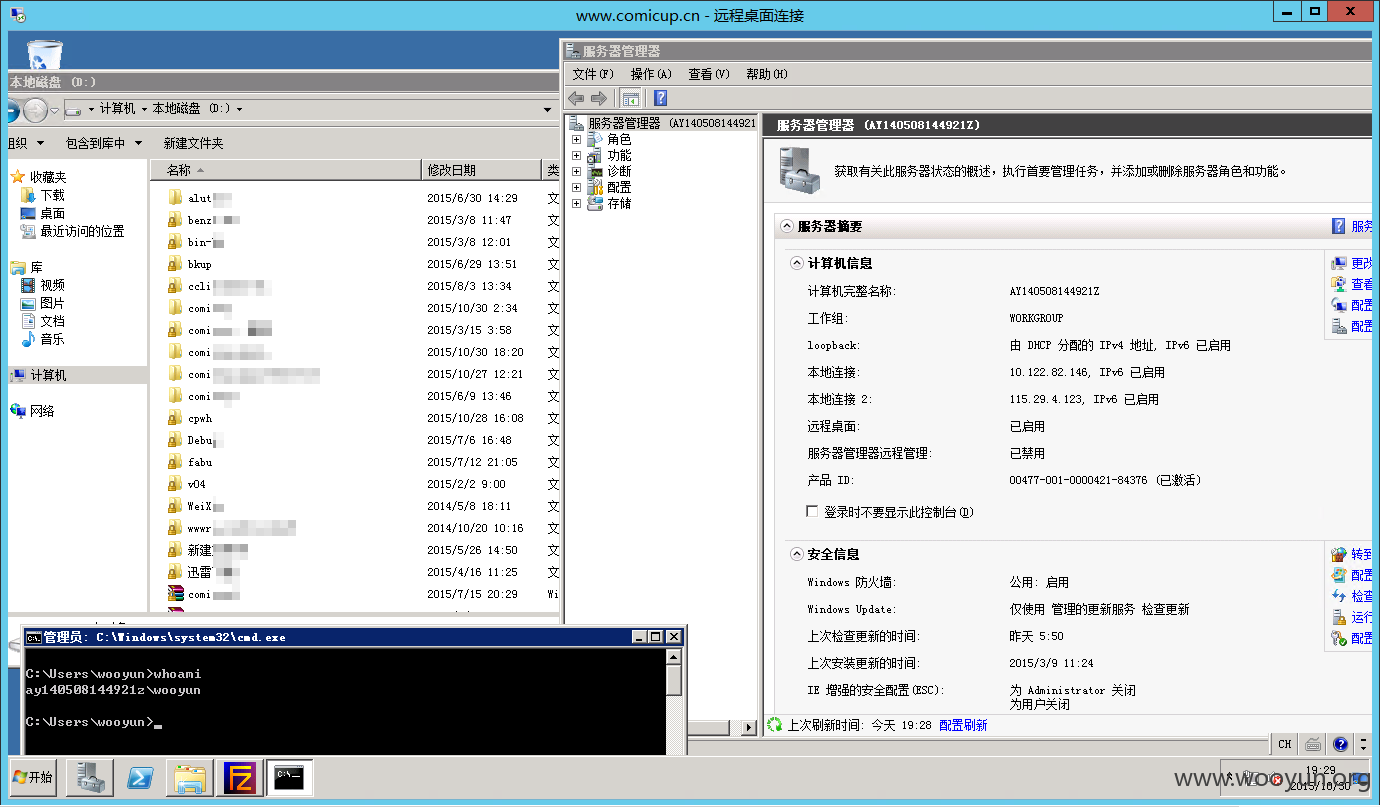 www.comicup.cn - 远程桌面连接
本地磁盘 (D:)
计算机 本地磁盘 (D:)
组织 包含到库中 新建文件夹
收藏夹
下载
桌面
最近访问的位置
库
视频
图片
文档
音乐
计算机
网络
名称 修改日期 类
alut 2015/6/30 14:29 文
benz 2015/3/8 11:47 文
bin- 2015/3/8 12:01 文
bkup 2015/6/29 13:51 文
ccli 2015/8/3 13:34 文
comi 2015/10/30 2:34 文
comi 2015/3/15 3:58 文
comi 2015/10/30 18:20 文
comi 2015/10/27 12:21 文
comi 2015/6/9 13:46 文
cpwh 2015/10/28 16:08 文
Debu 2015/7/6 16:48 文
fabu 2015/7/12 21:05 文
v04 2015/2/2 9:00 文
WeiX 2014/5/8 18:11 文
wwwr 2014/10/20 10:16 文
新建 2015/5/26 14:50 文
迅雷 2015/4/16 11:25 文
comi 2015/7/15 20:29 Wi
服务器管理器
文件(F) 操作(A) 查看(V) 帮助(H)
服务器管理器 (AY140508144921
角色
功能
诊断
配置
存储
服务器管理器 (AY140508144921Z)
获取有关此服务器状态的概述，执行首要管理任务，并添加或删除服务器角色和功能。
服务器摘要 服务
计算机信息
更改
查看
配置
配置
计算机完整名称: AY140508144921Z
工作组: WORKGROUP
loopback: 由 DHCP 分配的 IPv4 地址, IPv6 已启用
本地连接: 10.122.82.146, IPv6 已启用
本地连接 2: 115.29.4.123, IPv6 已启用
远程桌面: 已启用
服务器管理器远程管理: 已禁用
产品 ID: 00477-001-0000421-84376 (已激活)
登录时不要显示此控制台(D)
安全信息
转到
配置
检查
运行
配置
Windows 防火墙: 公用: 启用
Windows Update: 仅使用 管理的更新服务 检查更新
上次检查更新的时间: 昨天 5:50
上次安装更新的时间: 2015/3/9 11:24
IE 增强的安全配置(ESC): 为 Administrator 关闭
为用户关闭
上次刷新时间: 今天 19:28 配置刷新
管理员: C:\Windows\system32\cmd.exe
C:\Users\wooyun>whoami
ay140508144921z\wooyun
C:\Users\wooyun>_
CH
开始
19:29
2015/10/30
www.wooyun.org